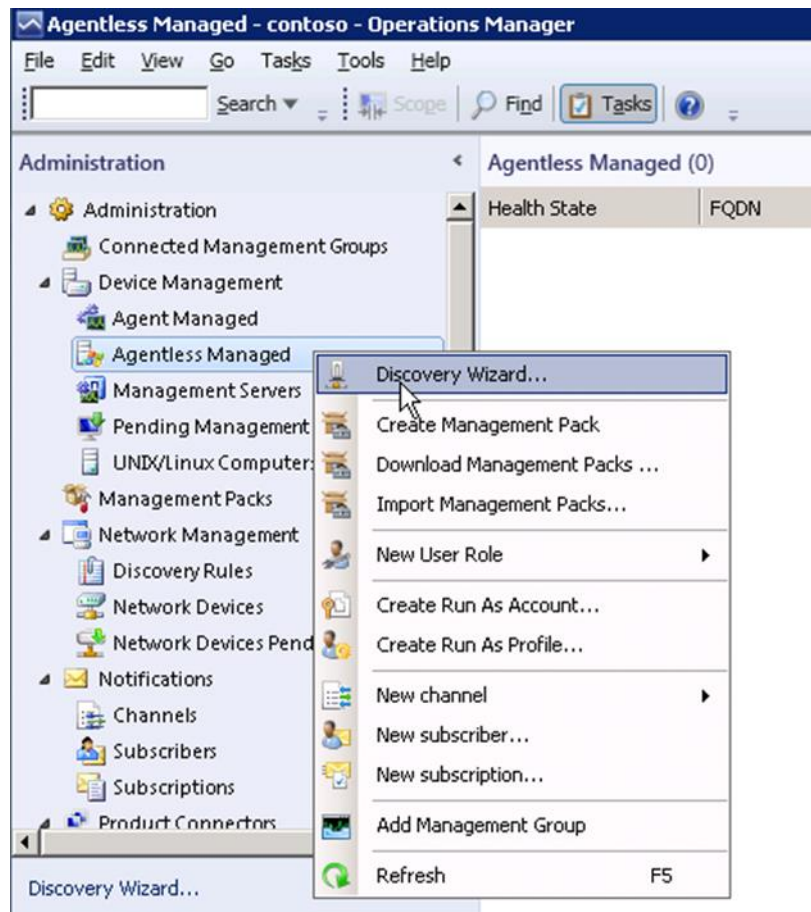 Agentless Managed - contoso - Operations Manager
File Edit View Go Tasks Tools Help
Search Scope Find Tasks
Administration
Agentless Managed (0)
Administration
Health State FQDN
Connected Management Groups
Device Management
Agent Managed
Agentless Managed
Management Servers
Pending Management
UNIX/Linux Computer
Management Packs
Network Management
Discovery Rules
Network Devices
Network Devices Pend
Notifications
Channels
Subscribers
Subscriptions
Product Connectors
Discovery Wizard...
Discovery Wizard...
Create Management Pack
Download Management Packs ...
Import Management Packs...
New User Role
Create Run As Account...
Create Run As Profile...
New channel
New subscriber...
New subscription...
Add Management Group
Refresh F5